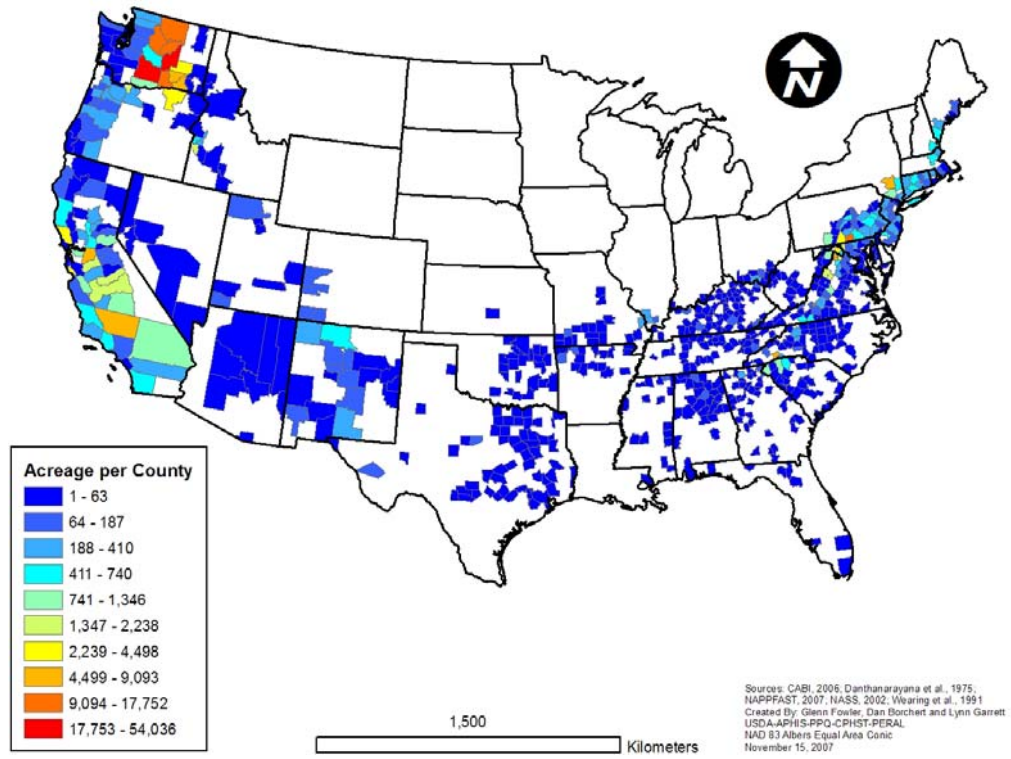 N
Acreage per County
1 - 63
64 - 187
188 - 410
411 - 740
741 - 1,346
1,347 - 2,238
2,239 - 4,498
4,499 - 9,093
9,094 - 17,752
17,753 - 54,036
1,500
Kilometers
Sources: CABI, 2006; Danthanarayana et al., 1975;
NAPPFAST, 2007; NASS, 2002; Wearing et al., 1991
Created By: Glenn Fowler, Dan Borchert and Lynn Garrett
USDA-APHIS-PPQ-CPHST-PERAL
NAD 83 Albers Equal Area Conic
November 15, 2007